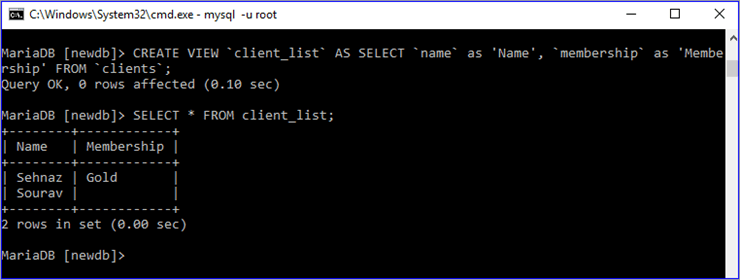 C:\Windows\System32\cmd.exe - mysql  -u root
MariaDB [newdb]> CREATE VIEW `client_list` AS SELECT `name` as 'Name', `membership` as 'Membe
rship' FROM `clients`;
Query OK, 0 rows affected (0.10 sec)
MariaDB [newdb]> SELECT * FROM client_list;
+--------+------------+
| Name   | Membership |
+--------+------------+
| Sehnaz | Gold       |
| Sourav |            |
+--------+------------+
2 rows in set (0.00 sec)
MariaDB [newdb]>